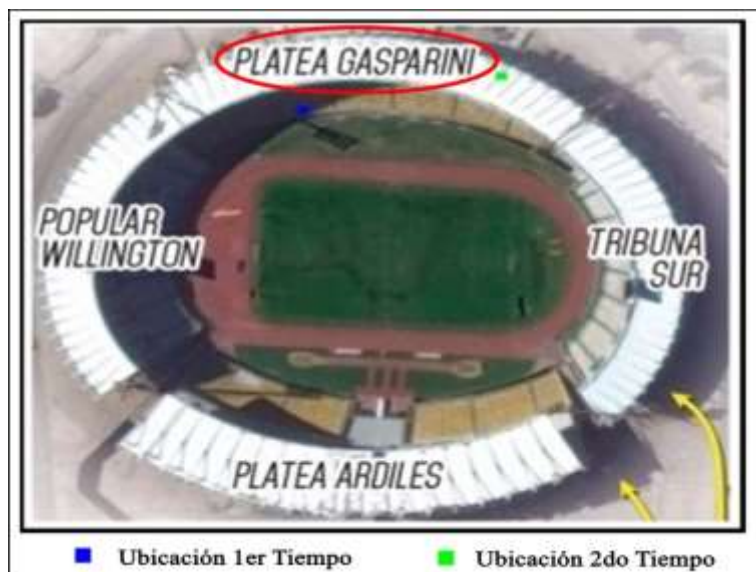 PLATEA GASPARINI
POPULAR
WILLINGTON
TRIBUNA
SUR
PLATEA ARDILES
Ubicación 1er Tiempo
Ubicación 2do Tiempo